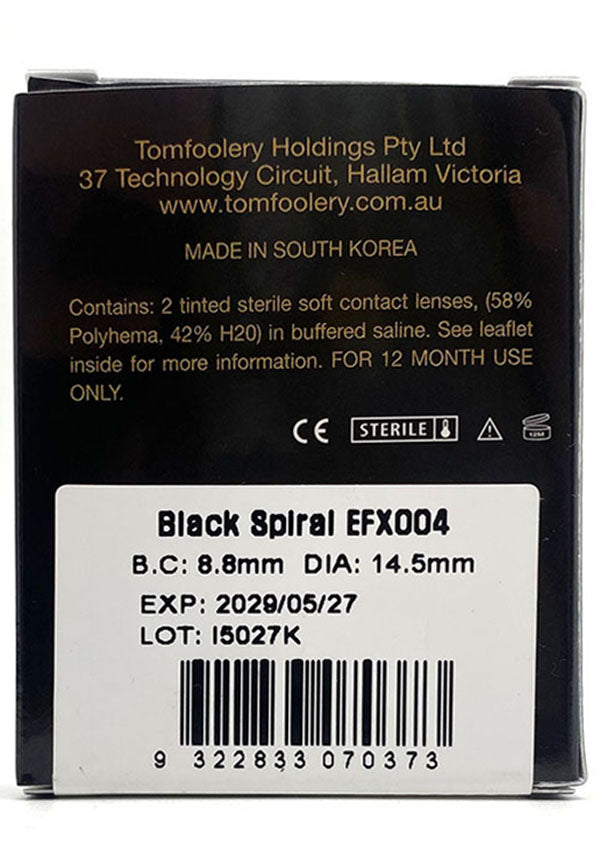 Tomfoolery Holdings Pty Ltd
37 Technology Circuit, Hallam Victoria
www.tomfoolery.com.au
MADE IN SOUTH KOREA
Contains: 2 tinted sterile soft contact lenses, (58%
Polyhema, 42% H20) in buffered saline. See leaflet
inside for more information. FOR 12 MONTH USE
ONLY.
CE STERILE 12M
Black Spiral EFX004
B.C: 8.8mm DIA: 14.5mm
EXP: 2029/05/27
LOT: I5027K
9 322833 070373